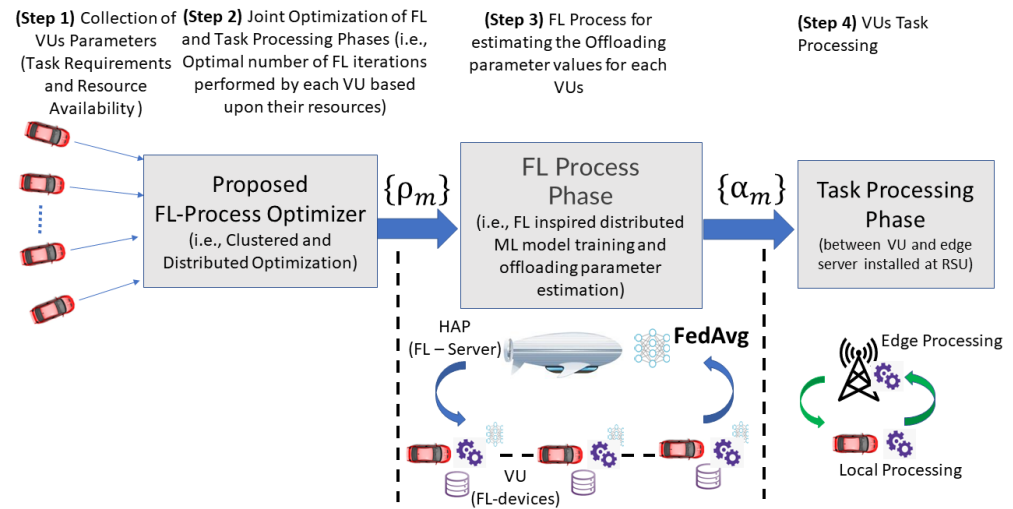 (Step 1) Collection of
VUs Parameters
(Task Requirements
and Resource
Availability)
(Step 2) Joint Optimization of FL
and Task Processing Phases (i.e.,
Optimal number of FL iterations
performed by each VU based
upon their resources)
(Step 3) FL Process for
estimating the Offloading
parameter values for each
VUs
(Step 4) VUs Task
Processing
Proposed
FL-Process Optimizer
(i.e., Clustered and
Distributed Optimization)
{ρₘ}
FL Process
Phase
(i.e., FL inspired distributed
ML model training and
offloading parameter
estimation)
{αₘ}
Task Processing
Phase
(between VU and edge
server installed at RSU)
HAP
(FL – Server)
FedAvg
VU
(FL-devices)
Edge Processing
Local Processing